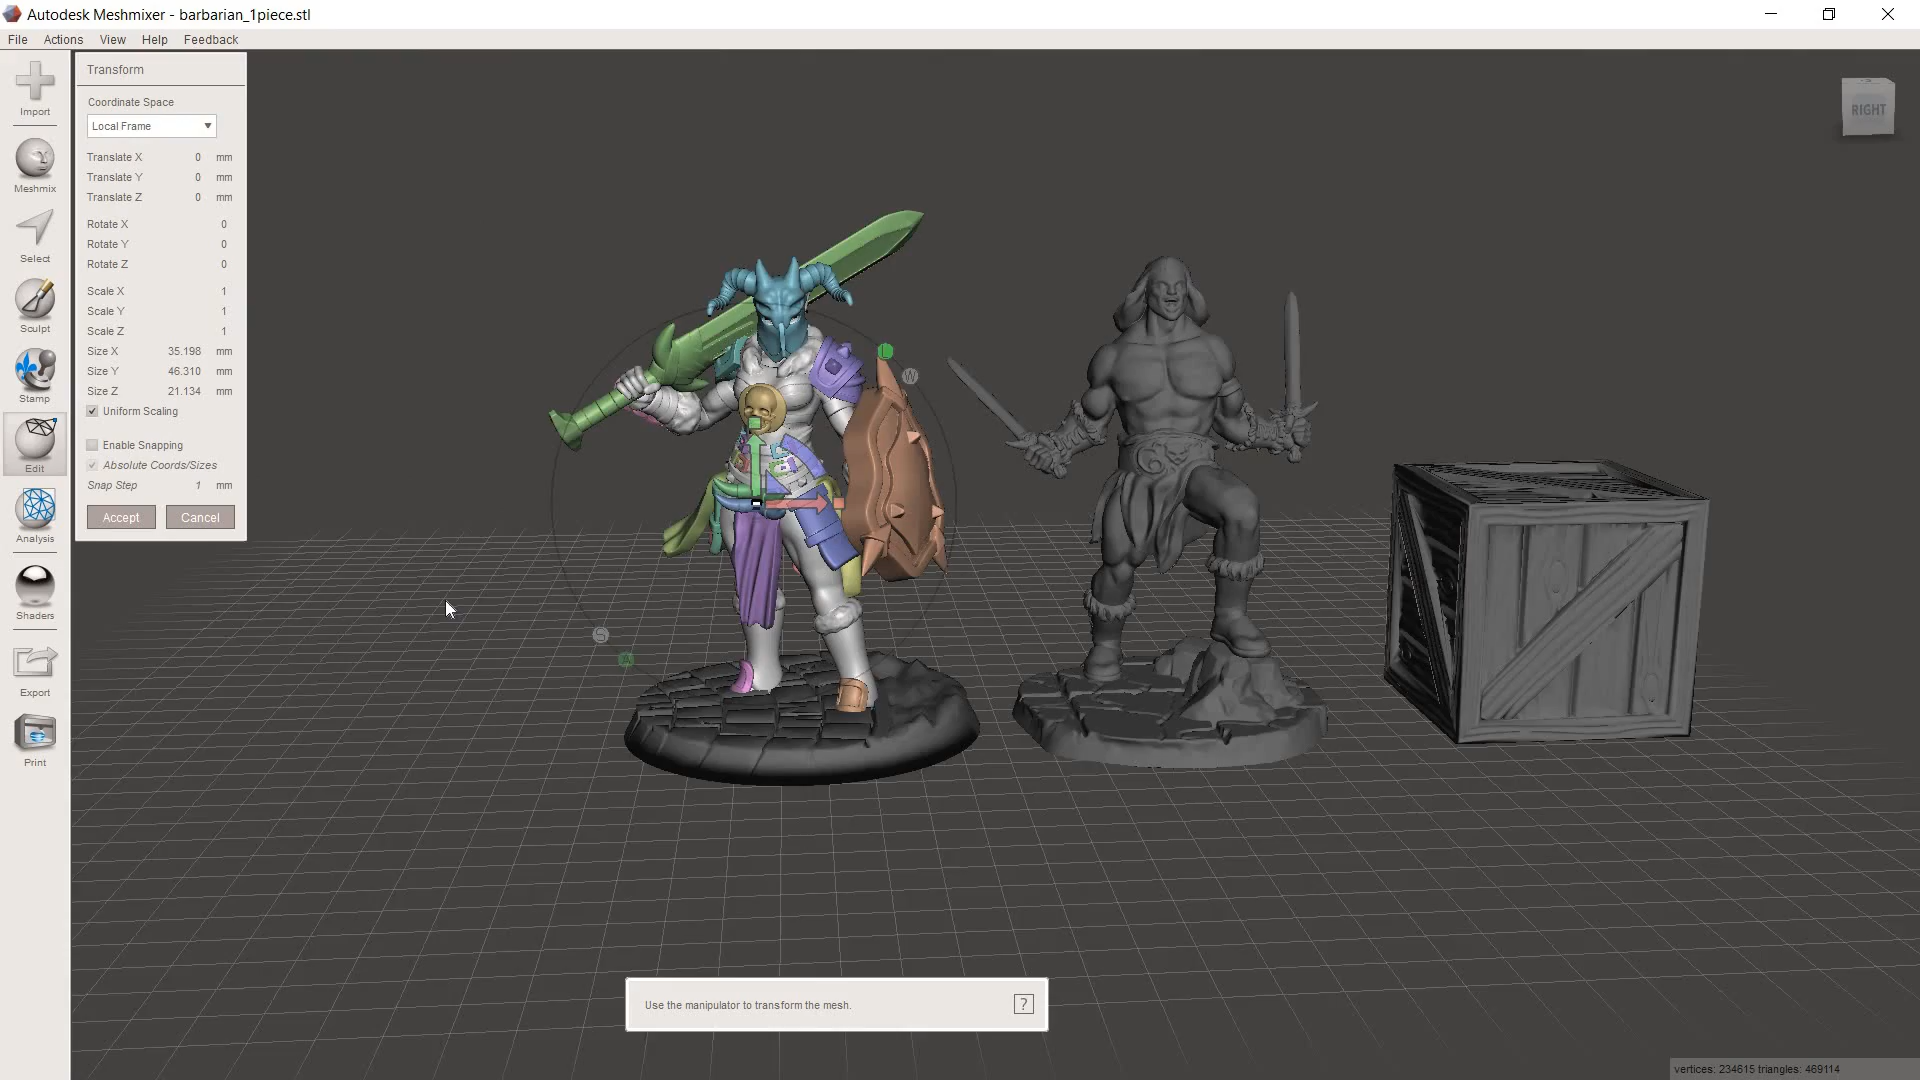 Autodesk Meshmixer - barbarian_1piece.stl
File Actions View Help Feedback
Import
Meshmix
Select
Sculpt
Stamp
Edit
Analysis
Shaders
Export
Print
Transform
Coordinate Space
Local Frame
Translate X 0 mm
Translate Y 0 mm
Translate Z 0 mm
Rotate X 0
Rotate Y 0
Rotate Z 0
Scale X 1
Scale Y 1
Scale Z 1
Size X 35.198 mm
Size Y 46.310 mm
Size Z 21.134 mm
Uniform Scaling
Enable Snapping
Absolute Coords/Sizes
Snap Step 1 mm
Accept Cancel
RIGHT
L
W
S
A
Use the manipulator to transform the mesh. ?
vertices: 234615 triangles: 469114